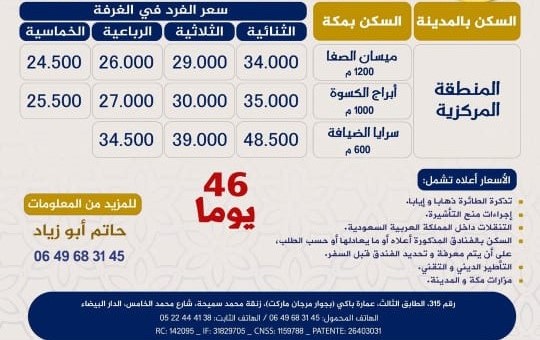 السكن بالمدينة
السكن بمكة
سعر الفرد في الغرفة
الثنائية
الثلاثية
الرباعية
الخماسية
المنطقة المركزية
ميسان الصفا
1200 م
34.000
29.000
26.000
24.500
أبراج الكسوة
1000 م
35.000
30.000
27.000
25.500
سرايا الضيافة
600 م
48.500
39.000
34.500
الأسعار أعلاه تشمل:
تذكرة الطائرة ذهابا و إيابا.
إجراءات منح التأشيرة.
التنقلات داخل المملكة العربية السعودية.
السكن بالفنادق المذكورة أعلاه أو ما يعادلها أو حسب الطلب،
على أن يتم معرفة و تحديد الفندق قبل السفر.
التأطير الديني و التقني.
مزارات مكة و المدينة.
46
يوما
للمزيد من المعلومات
حاتم أبو زياد
06 49 68 31 45
رقم 315، الطابق الثالث، عمارة باكي (بجوار مرجان ماركت)، زنقة محمد سميحة، شارع محمد الخامس، الدار البيضاء
الهاتف المحمول: 45 31 68 49 06 / الهاتف الثابت: 38 41 44 22 05
RC: 142095 _ IF: 31829705 _ CNSS: 1159788 _ PATENTE: 26403031